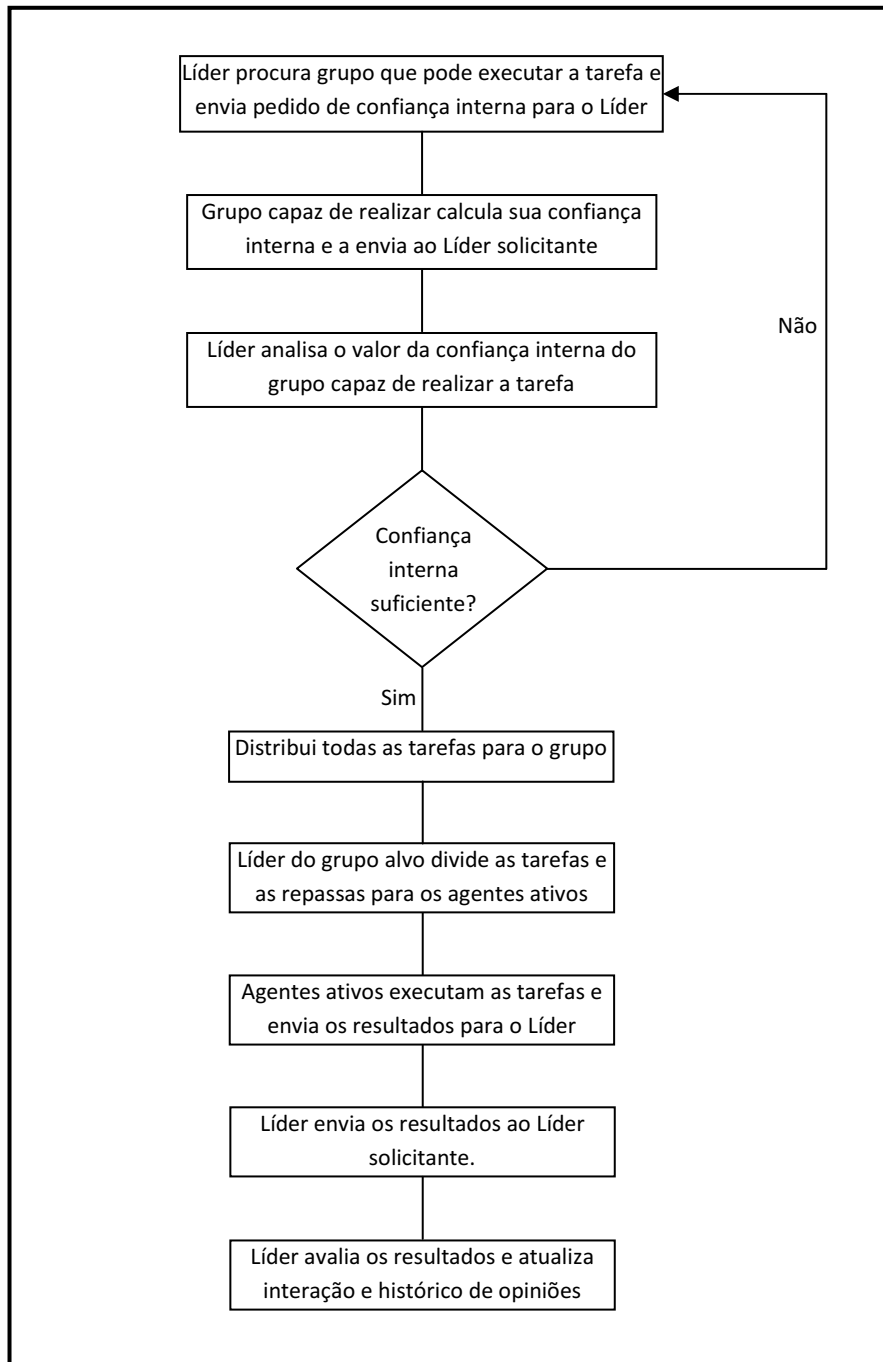 Líder procura grupo que pode executar a tarefa e
envia pedido de confiança interna para o Líder
Grupo capaz de realizar calcula sua confiança
interna e a envia ao Líder solicitante
Não
Líder analisa o valor da confiança interna do
grupo capaz de realizar a tarefa
Confiança
interna
suficiente?
Sim
Distribui todas as tarefas para o grupo
Líder do grupo alvo divide as tarefas e
as repassas para os agentes ativos
Agentes ativos executam as tarefas e
envia os resultados para o Líder
Líder envia os resultados ao Líder
solicitante.
Líder avalia os resultados e atualiza
interação e histórico de opiniões